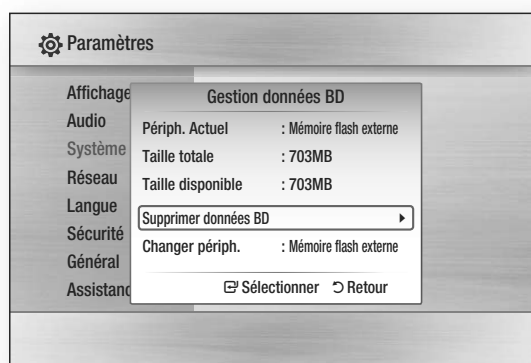 Paramètres
Affichage
Audio
Système
Réseau
Langue
Sécurité
Général
Assistanc
Gestion données BD
Périph. Actuel : Mémoire flash externe
Taille totale : 703MB
Taille disponible : 703MB
Supprimer données BD
Changer périph. : Mémoire flash externe
Sélectionner Retour